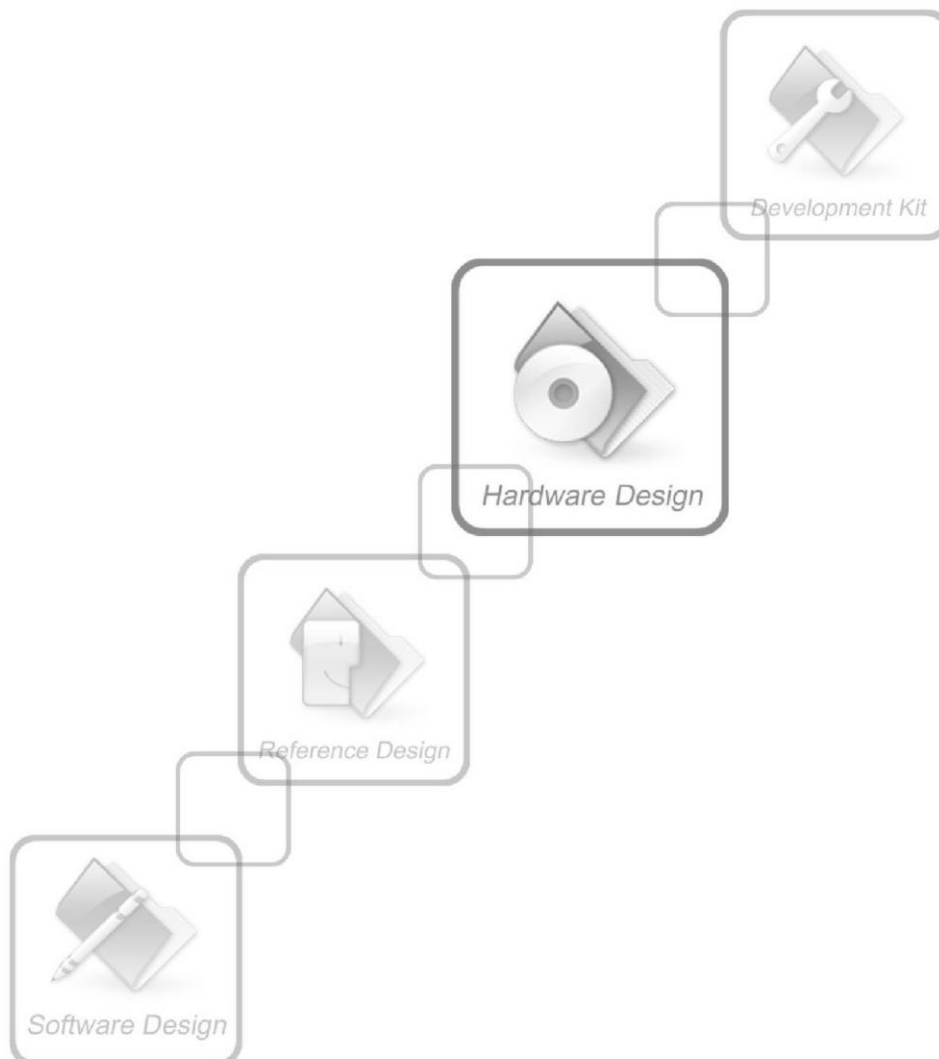 Development Kit
Hardware Design
Reference Design
Software Design